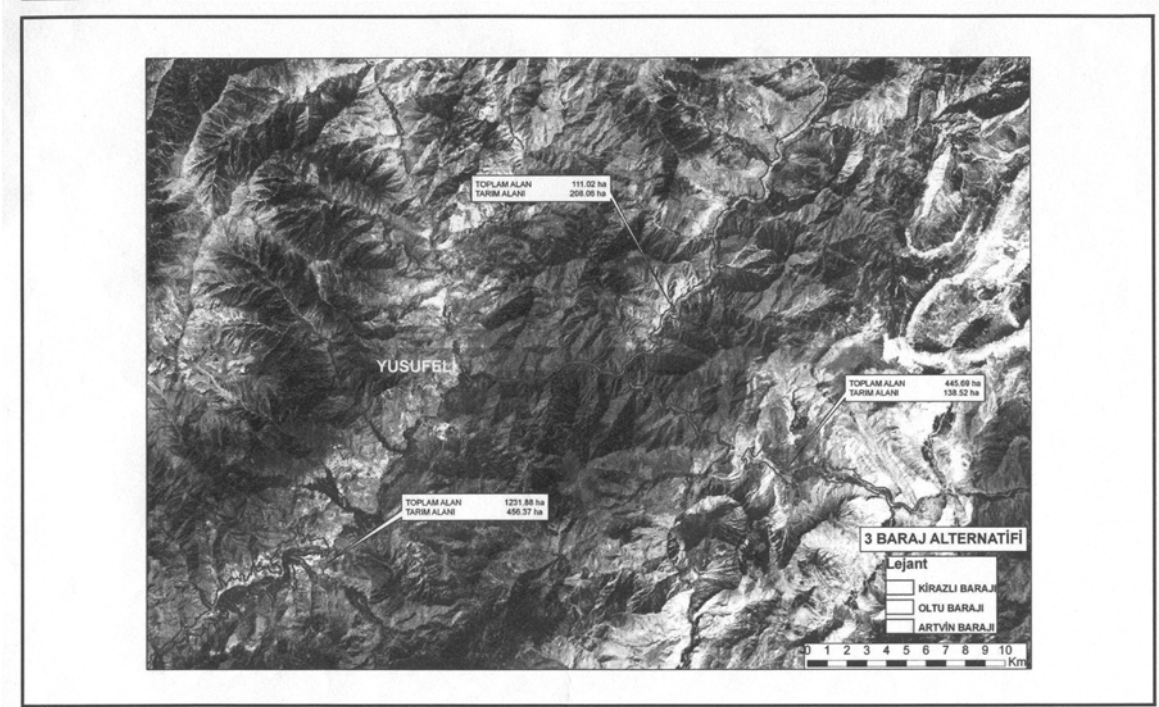 TOPLAM ALAN 111.02 ha
TARIM ALANI 208.06 ha
YUSUFELİ
TOPLAM ALAN 445.69 ha
TARIM ALANI 138.52 ha
TOPLAM ALAN 1231.88 ha
TARIM ALANI 456.37 ha
3 BARAJ ALTERNATİFİ
Lejant
KİRAZLI BARAJI
OLTU BARAJI
ARTVİN BARAJI
0 1 2 3 4 5 6 7 8 9 10
Km